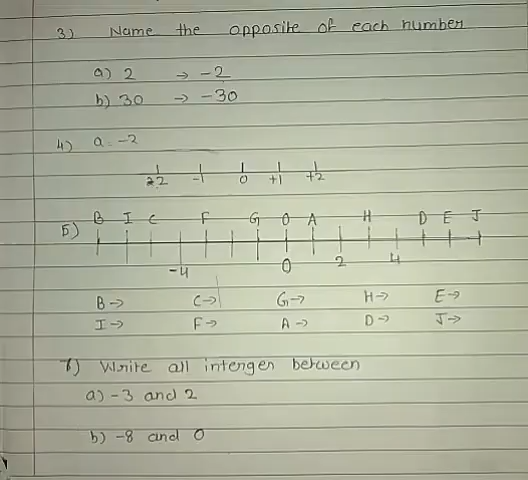 3) Name the opposite of each number
a) 2 → -2
b) 30 → -30
4) a = -2
-2 -1 0 +1 +2
B I C F G O A H D E J
5)
-4 0 2 4
B→ C→ G→ H→ E→
I→ F→ A→ D→ J→
7) Write all interger between
a) -3 and 2
b) -8 and 0